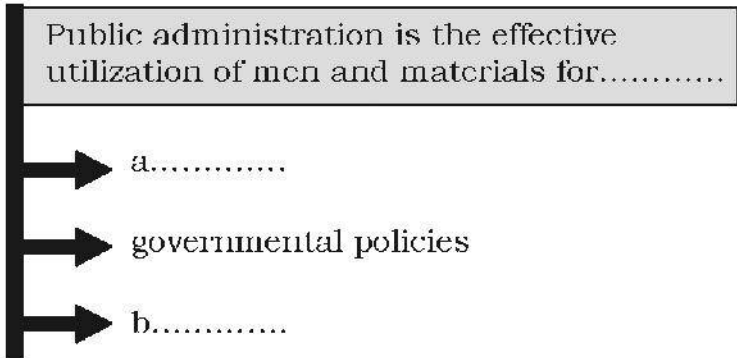 Public administration is the effective
utilization of men and materials for............
a.............
governmental policies
b.............